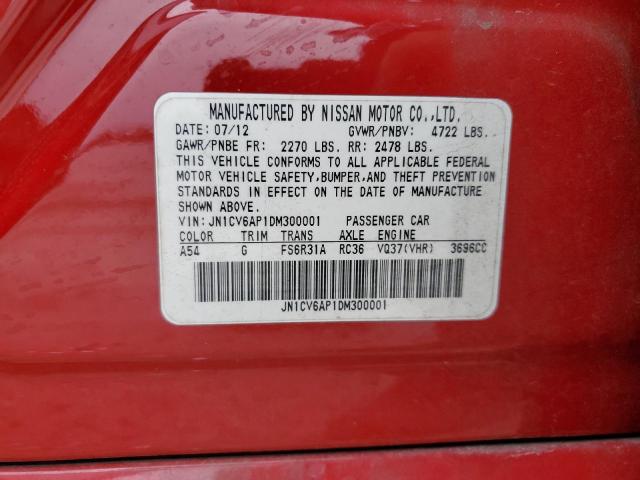 MANUFACTURED BY NISSAN MOTOR CO.,LTD.
DATE: 07/12 GVWR/PNBV: 4722 LBS.
GAWR/PNBE FR: 2270 LBS. RR: 2478 LBS.
THIS VEHICLE CONFORMS TO ALL APPLICABLE FEDERAL
MOTOR VEHICLE SAFETY, BUMPER, AND THEFT PREVENTION
STANDARDS IN EFFECT ON THE DATE OF MANUFACTURE
SHOWN ABOVE.
VIN: JN1CV6AP1DM300001 PASSENGER CAR
COLOR TRIM TRANS AXLE ENGINE
A54 G FS6R31A RC36 VQ37(VHR) 3696CC
JN1CV6AP1DM300001